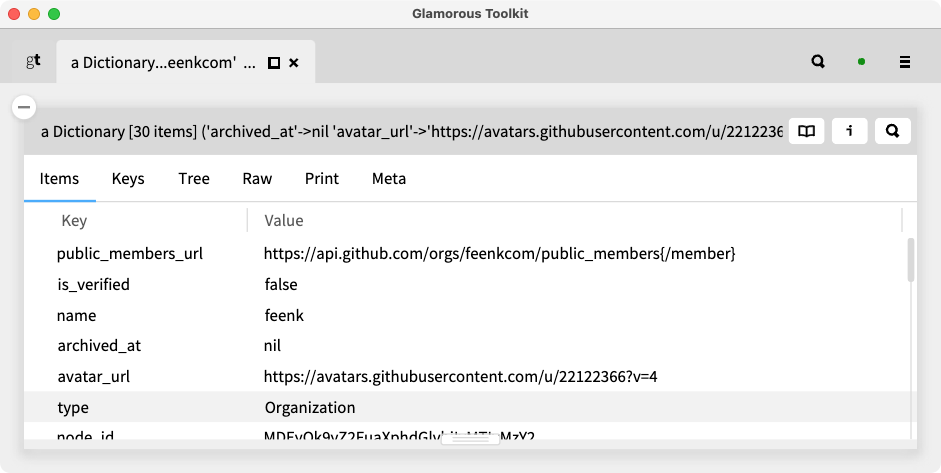 Glamorous Toolkit
gt
a Dictionary...eenkcom' ...
a Dictionary [30 items] ('archived_at'->nil 'avatar_url'->'https://avatars.githubusercontent.com/u/2212236
i
Items Keys Tree Raw Print Meta
Key Value
public_members_url https://api.github.com/orgs/feenkcom/public_members{/member}
is_verified false
name feenk
archived_at nil
avatar_url https://avatars.githubusercontent.com/u/22122366?v=4
type Organization
node_id